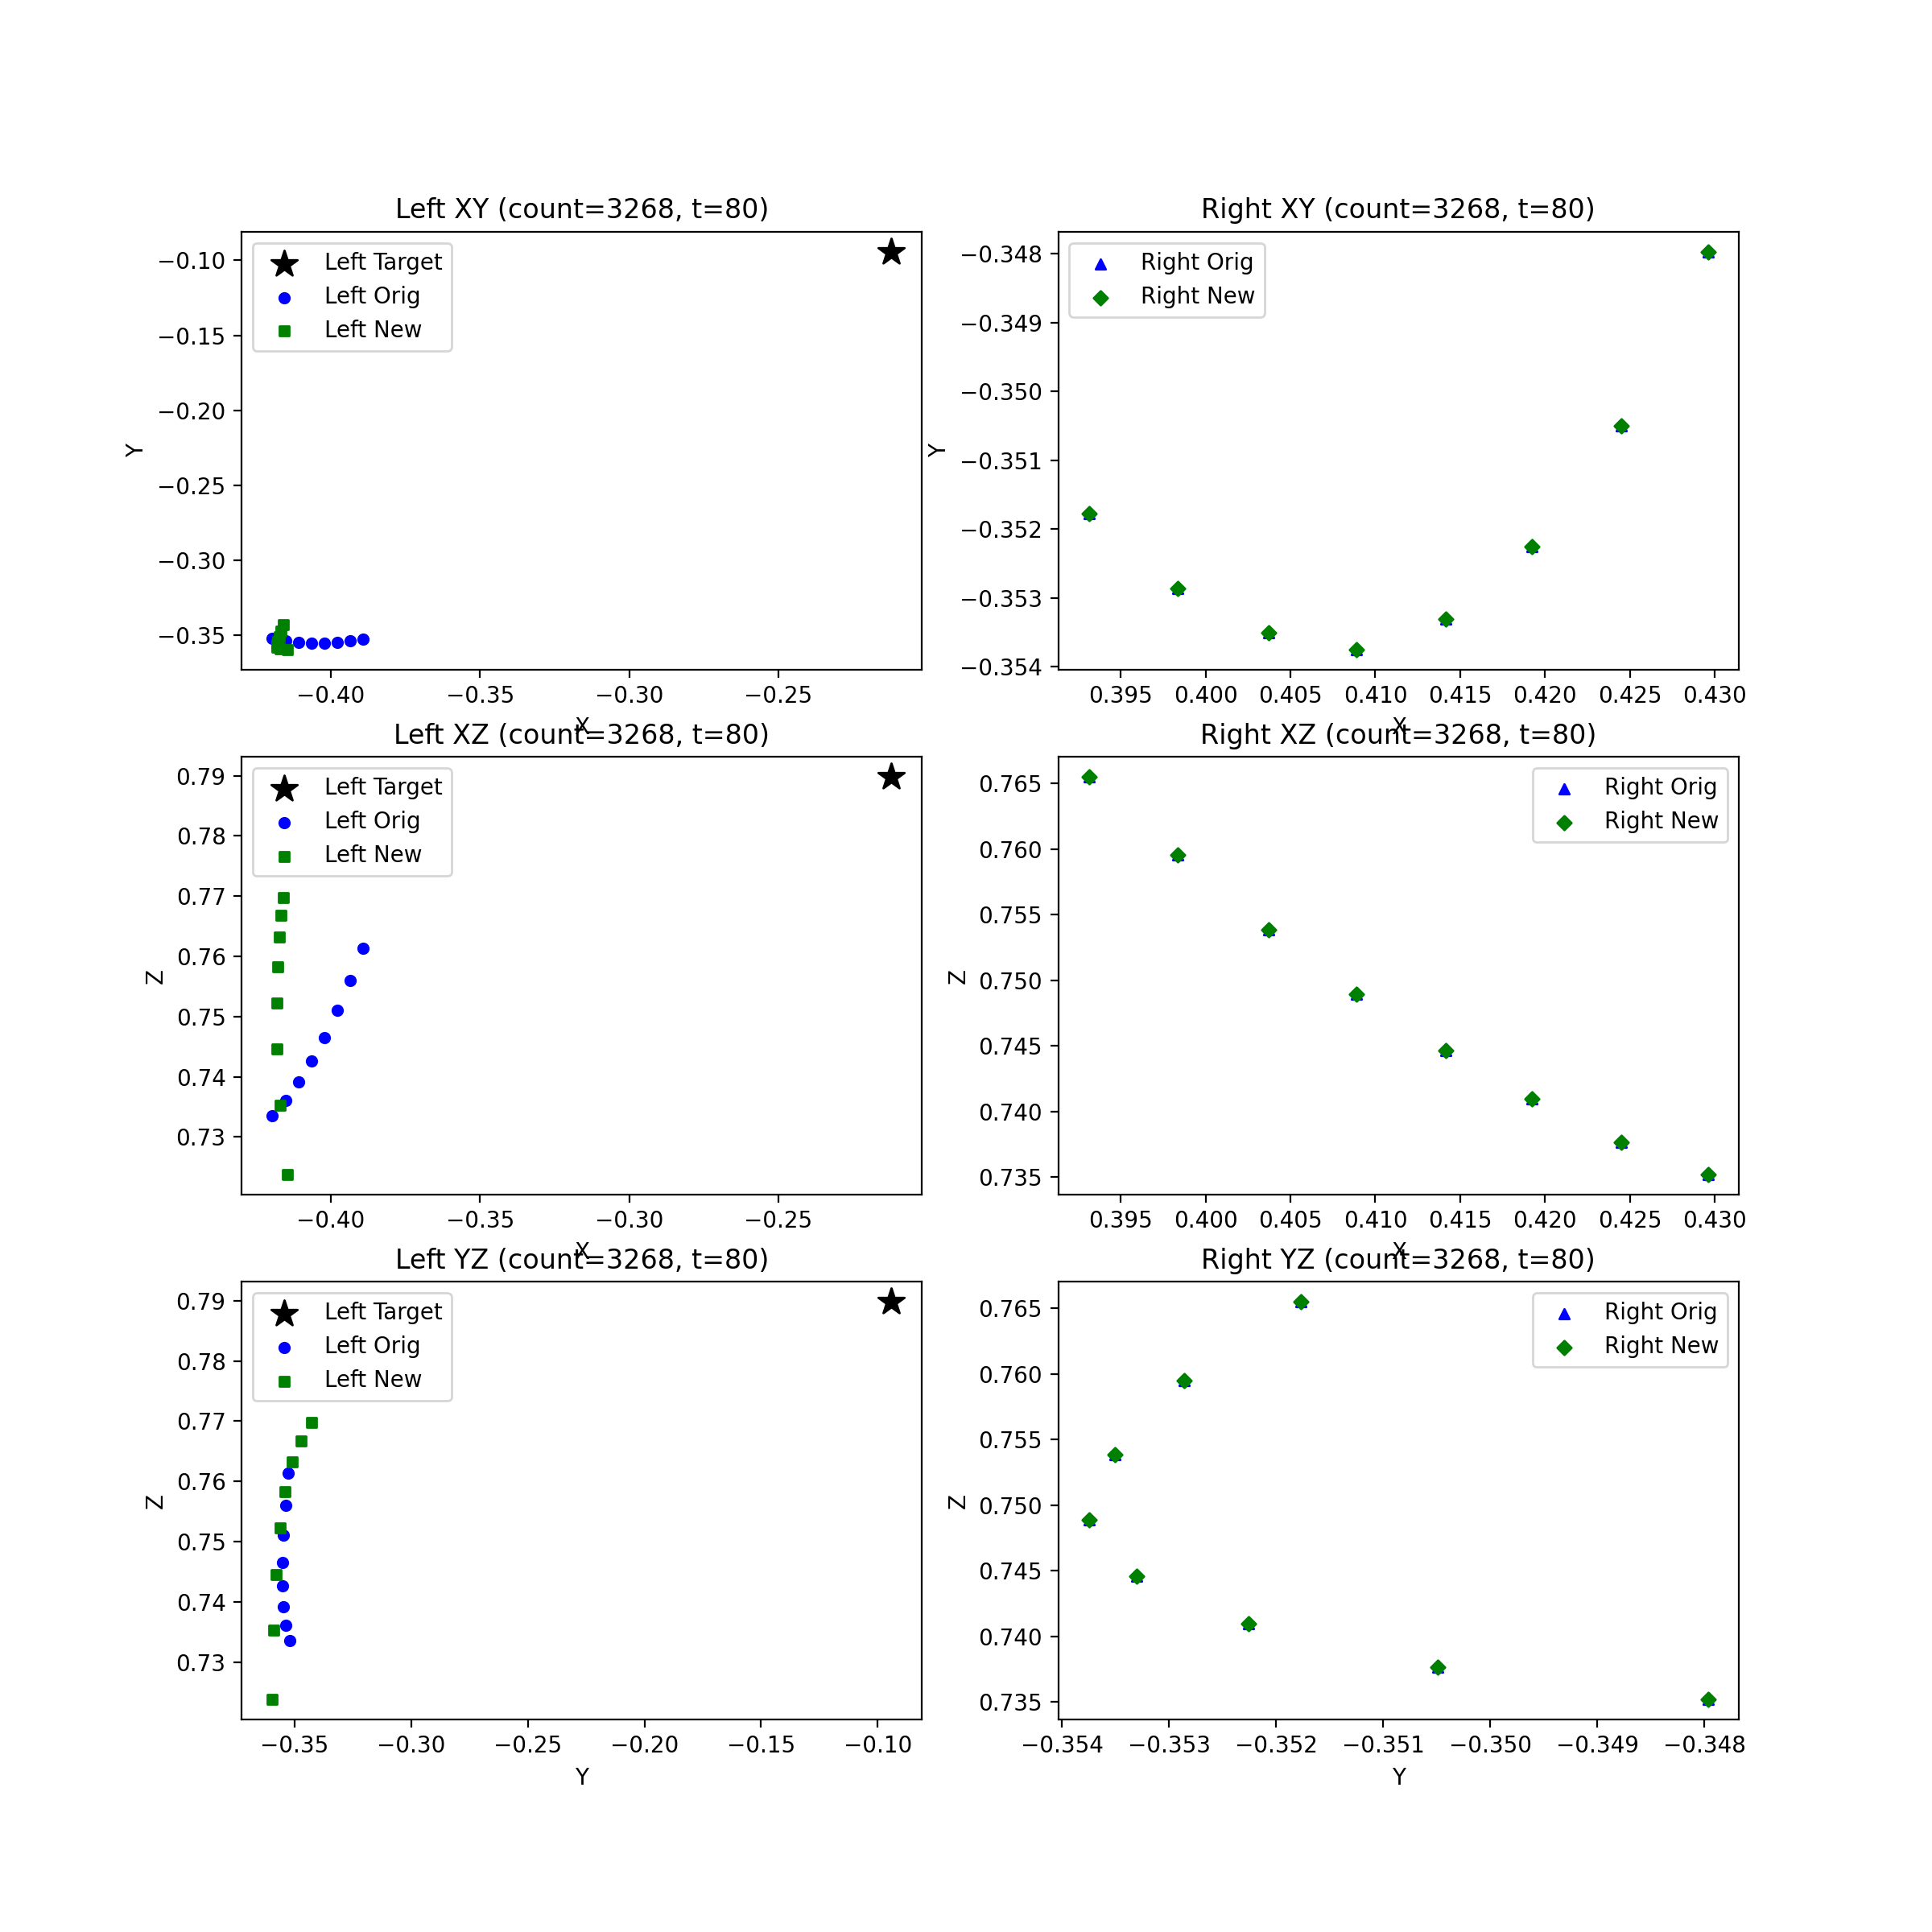 Left XY (count=3268, t=80)
Left Target
Left Orig
Left New
−0.10
−0.15
−0.20
−0.25
−0.30
−0.35
Y
−0.40
−0.35
−0.30
−0.25
X
Right XY (count=3268, t=80)
Right Orig
Right New
−0.348
−0.349
−0.350
−0.351
−0.352
−0.353
−0.354
Y
0.395
0.400
0.405
0.410
0.415
0.420
0.425
0.430
X
Left XZ (count=3268, t=80)
Left Target
Left Orig
Left New
0.79
0.78
0.77
0.76
0.75
0.74
0.73
Z
−0.40
−0.35
−0.30
−0.25
X
Right XZ (count=3268, t=80)
Right Orig
Right New
0.765
0.760
0.755
0.750
0.745
0.740
0.735
Z
0.395
0.400
0.405
0.410
0.415
0.420
0.425
0.430
X
Left YZ (count=3268, t=80)
Left Target
Left Orig
Left New
0.79
0.78
0.77
0.76
0.75
0.74
0.73
Z
−0.35
−0.30
−0.25
−0.20
−0.15
−0.10
Y
Right YZ (count=3268, t=80)
Right Orig
Right New
0.765
0.760
0.755
0.750
0.745
0.740
0.735
Z
−0.354
−0.353
−0.352
−0.351
−0.350
−0.349
−0.348
Y